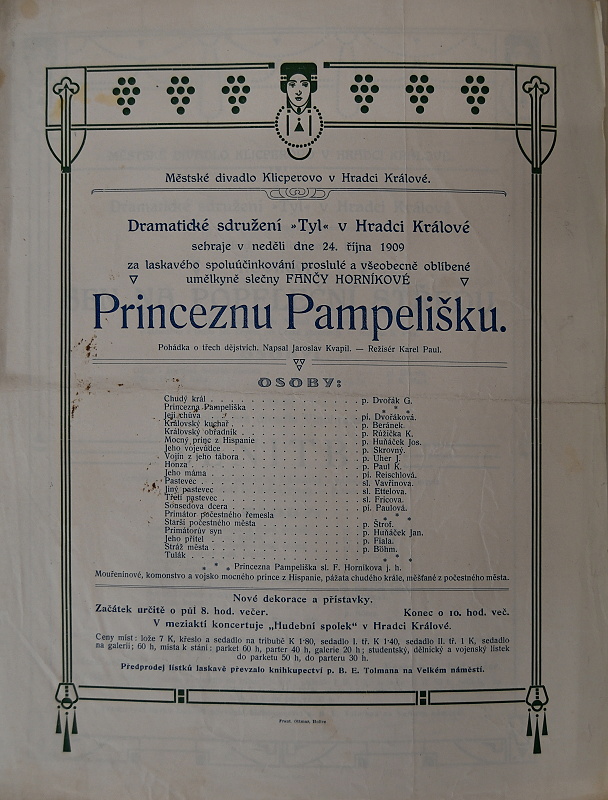 Městské divadlo Klicperovo v Hradci Králové.
Dramatické sdružení „Tyl“ v Hradci Králové
sehraje v neděli dne 24. října 1909
za laskavého spoluúčinkování proslulé a všeobecně oblíbené
umělkyně slečny FANČY HORNÍKOVÉ
Princeznu Pampelišku.
Pohádka o třech dějstvích. Napsal Jaroslav Kvapil. — Režisér Karel Paul.
OSOBY:
Chudý král . . . p. Dvořák G.
Princezna Pampeliška . . . * * *
Její chůva . . . pí. Dvořáková.
Královský kuchař . . . p. Beránek.
Královský obřadník . . . p. Růžička K.
Mocný princ z Hispanie . . . p. Huňáček Jos.
Jeho vojevůdce . . . p. Skrovný.
Vojín z jeho tábora . . . p. Uher J.
Honza . . . p. Paul K.
Jeho máma . . . pí. Reischlová.
Pastevec . . . sl. Vavřinova.
Jiný pastevec . . . sl. Ettelova.
Třetí pastevec . . . sl. Fricova.
Sousedova dcera . . . pí. Paulová.
Primátor počestného řemesla . . . * * *
Starší počestného města . . . p. Štrof.
Primátorův syn . . . p. Huňáček Jan.
Jeho přítel . . . p. Fiala.
Stráž města . . . p. Böhm.
Tulák . . . * * *
* * * Princezna Pampeliška sl. F. Horníkova j. h.
Mouřeninové, komonstvo a vojsko mocného prince z Hispanie, pážata chudého krále, měšťané z počestného města.
Nové dekorace a přístavky.
Začátek určitě o půl 8. hod. večer. Konec o 10. hod. več.
V meziaktí koncertuje „Hudební spolek“ v Hradci Králové.
Ceny míst: lóže 7 K, křeslo a sedadlo na tribuně K 1·80, sedadlo I. tř. K 1·40, sedadlo II. tř. 1 K, sedadlo
na galerii; 60 h, místa k stání: parket 60 h, parter 40 h, galerie 20 h; studentský, dělnický a vojenský lístek
do parketu 50 h, do parteru 30 h.
Předprodej lístků laskavě převzalo knihkupectví p. B. E. Tolmana na Velkém náměstí.